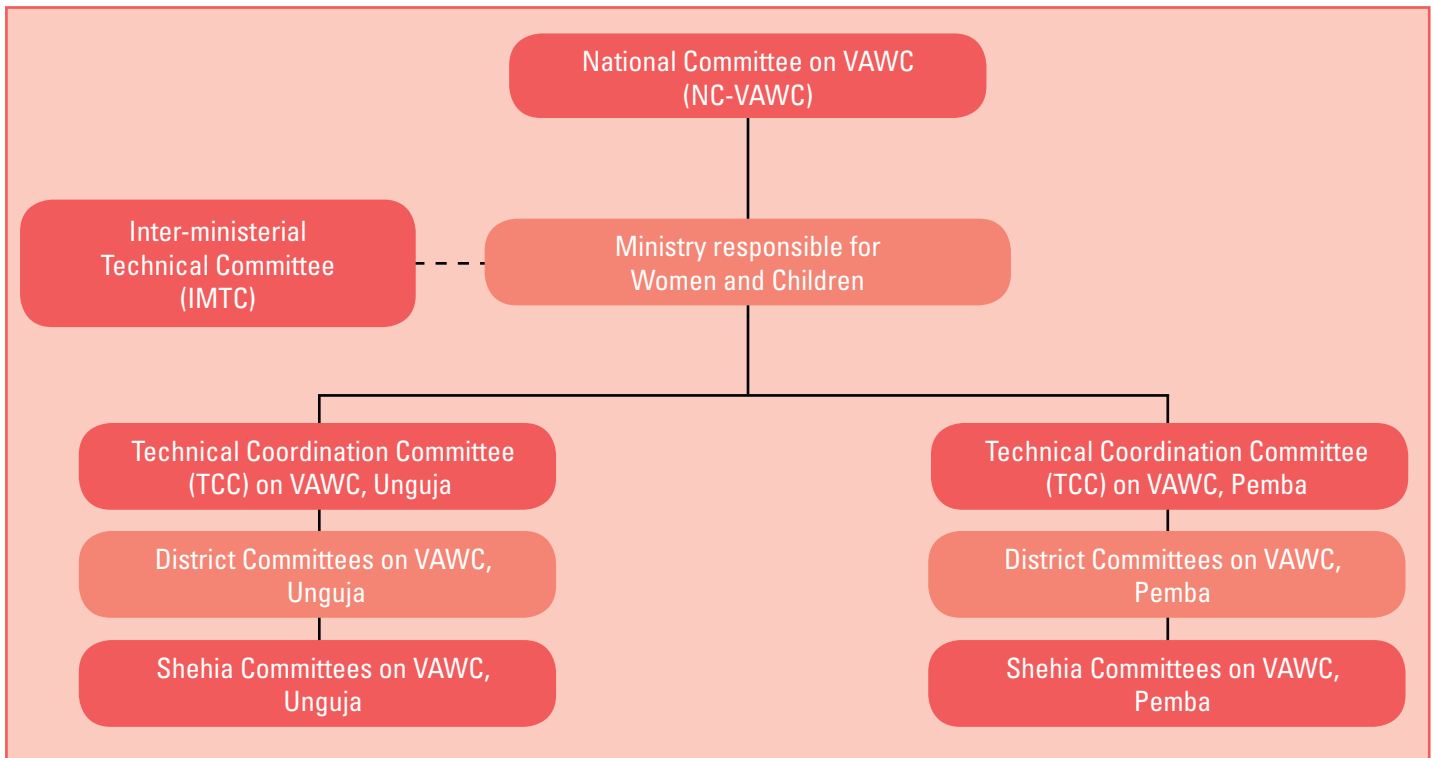 National Committee on VAWC
(NC-VAWC)
Inter-ministerial
Technical Committee
(IMTC)
Ministry responsible for
Women and Children
Technical Coordination Committee
(TCC) on VAWC, Unguja
District Committees on VAWC,
Unguja
Shehia Committees on VAWC,
Unguja
Technical Coordination Committee
(TCC) on VAWC, Pemba
District Committees on VAWC,
Pemba
Shehia Committees on VAWC,
Pemba